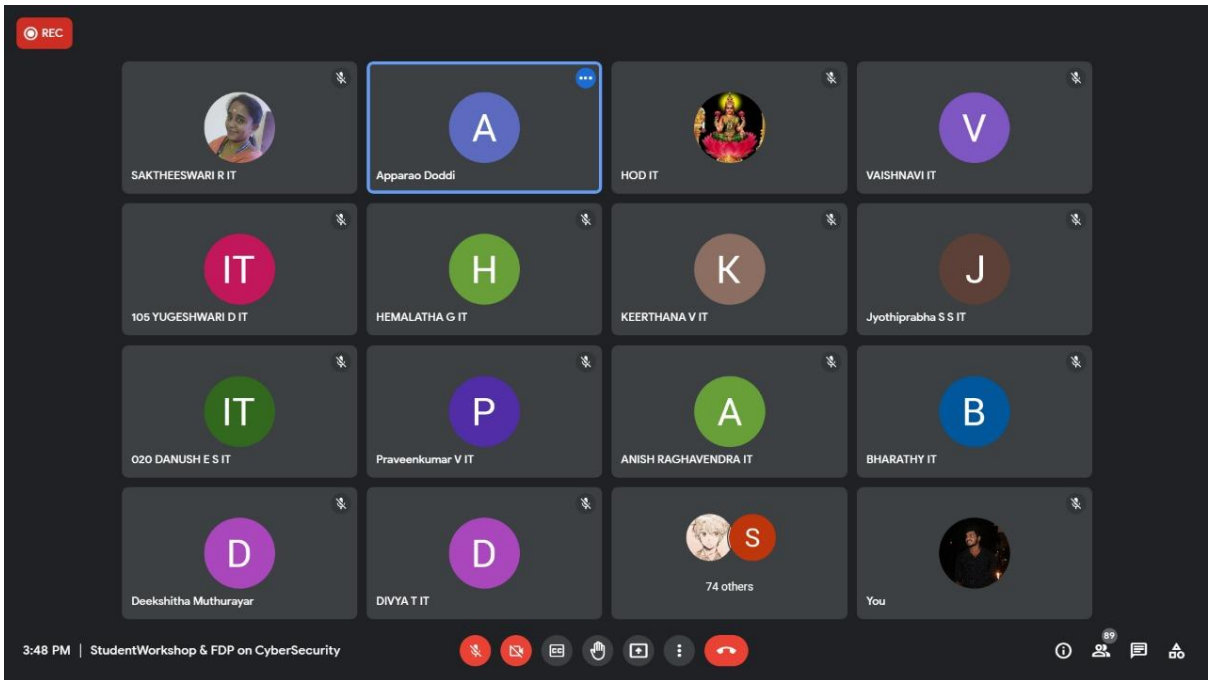 REC
SAKTHEESWARI R IT
A
Apparao Doddi
HOD IT
V
VAISHNAVI IT
IT
105 YUGESHWARI D IT
H
HEMALATHA G IT
K
KEERTHANA V IT
J
Jyothiprabha S S IT
IT
020 DANUSH E S IT
P
Praveenkumar V IT
A
ANISH RAGHAVENDRA IT
B
BHARATHY IT
D
Deekshitha Muthurayar
D
DIVYA T IT
S
74 others
You
3:48 PM | StudentWorkshop & FDP on CyberSecurity
CC
89